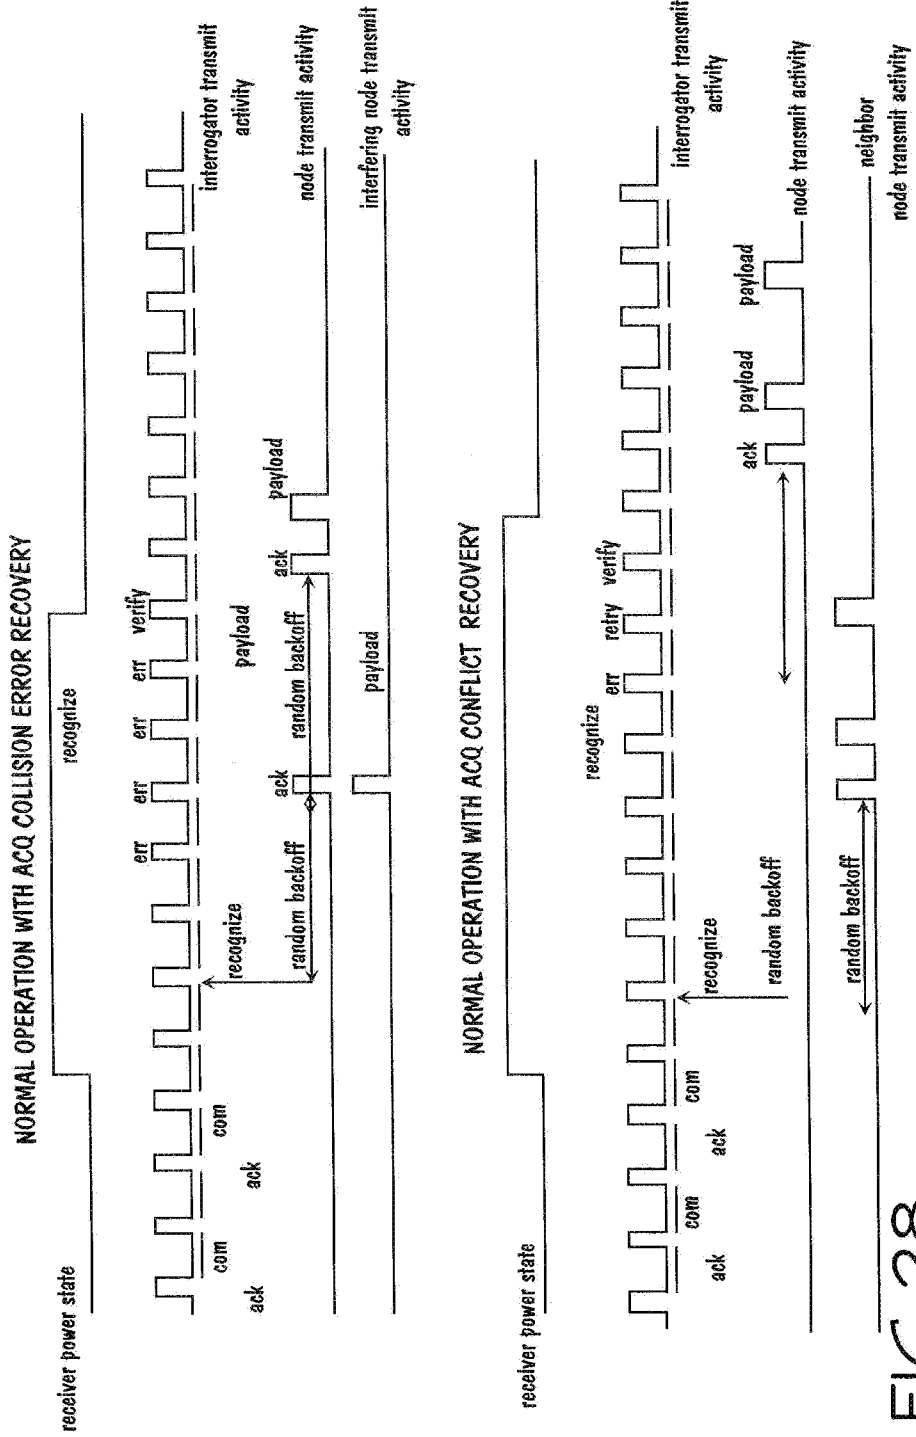 NORMAL OPERATION WITH ACQ COLLISION ERROR RECOVERY
receiver power state
recognize
err
err
err
err
verify
interrogator transmit
activity
com
com
ack
ack
recognize
payload
node transmit activity
random backoff
ack
random backoff
ack
payload
interfering node transmit
activity
payload
NORMAL OPERATION WITH ACQ CONFLICT RECOVERY
receiver power state
recognize
err
retry
verify
interrogator transmit
activity
com
com
ack
ack
recognize
random backoff
ack
payload
payload
node transmit activity
random backoff
neighbor
node transmit activity
FIG. 28